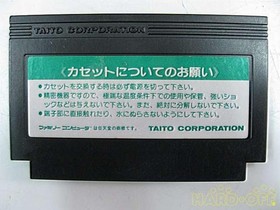 TAITO CORPORATION
〈カセットについてのお願い〉
●カセットを交換する時は必ず電源を切って下さい。
●精密機器ですので、極端な温度条件下での使用や保管、強いショ
ックなどは与えないで下さい。また、絶対に分解しないで下さい。
●端子部に直接触れたり、水にぬらさないようにして下さい。
ファミリーコンピュータは任天堂の商標です。 TAITO CORPORATION